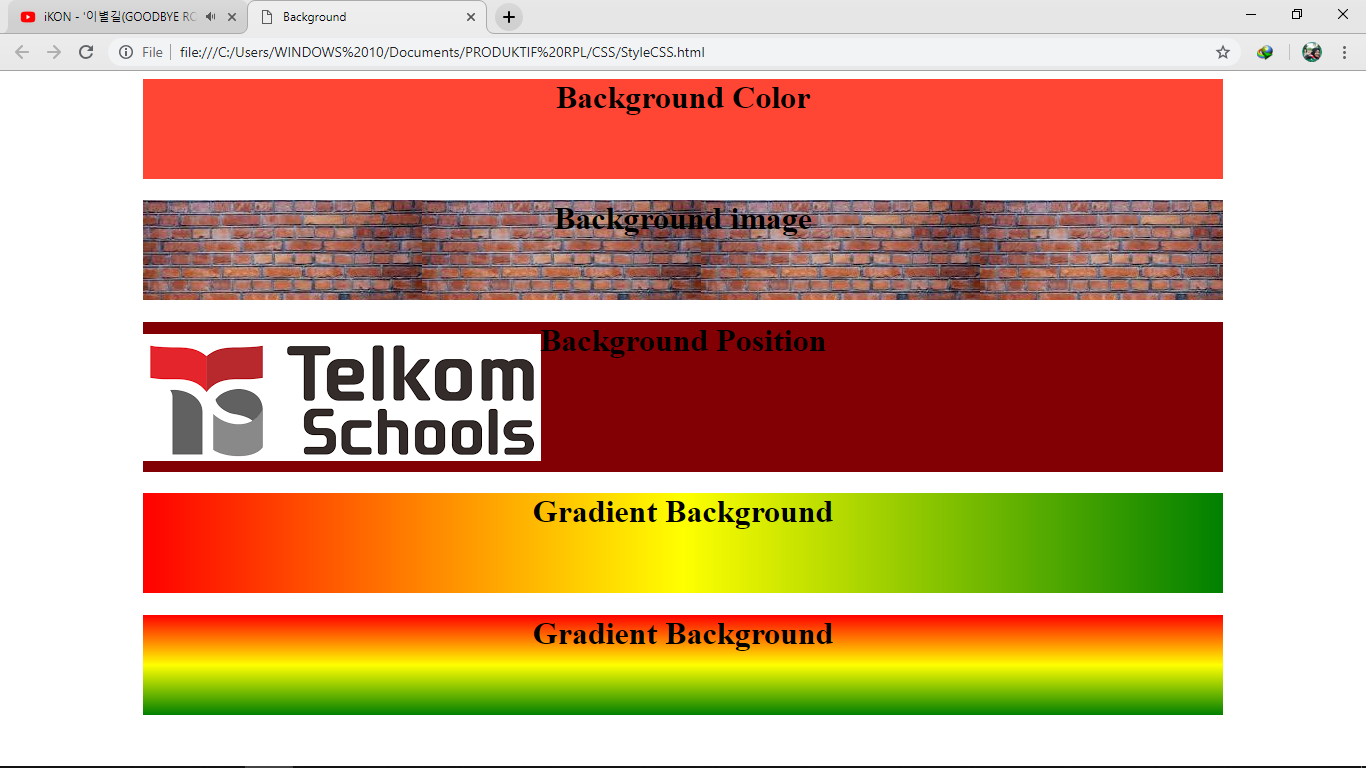 iKON - '이별길(GOODBYE RO
Background
File
file:///C:/Users/WINDOWS%2010/Documents/PRODUKTIF%20RPL/CSS/StyleCSS.html
Background Color
Background image
Background Position
Telkom
Schools
Gradient Background
Gradient Background